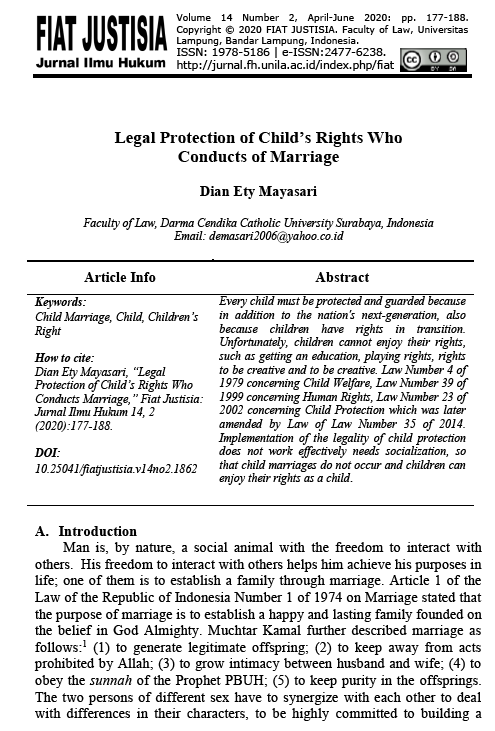 FIAT JUSTISIA
Jurnal Ilmu Hukum
Volume 14 Number 2, April-June 2020: pp. 177-188.
Copyright © 2020 FIAT JUSTISIA. Faculty of Law, Universitas
Lampung, Bandar Lampung, Indonesia.
ISSN: 1978-5186 | e-ISSN:2477-6238.
http://jurnal.fh.unila.ac.id/index.php/fiat
cc BY SA
Legal Protection of Child's Rights Who
Conducts of Marriage
Dian Ety Mayasari
Faculty of Law, Darma Cendika Catholic University Surabaya, Indonesia
Email: demasari2006@yahoo.co.id
Article Info
Keywords:
Child Marriage, Child, Children's
Right
How to cite:
Dian Ety Mayasari, “Legal
Protection of Child's Rights Who
Conducts Marriage,” Fiat Justisia:
Jurnal Ilmu Hukum 14, 2
(2020):177-188.
DOI:
10.25041/fiatjustisia.v14no2.1862
Abstract
Every child must be protected and guarded because
in addition to the nation's next-generation, also
because children have rights in transition.
Unfortunately, children cannot enjoy their rights,
such as getting an education, playing rights, rights
to be creative and to be creative. Law Number 4 of
1979 concerning Child Welfare, Law Number 39 of
1999 concerning Human Rights, Law Number 23 of
2002 concerning Child Protection which was later
amended by Law of Law Number 35 of 2014.
Implementation of the legality of child protection
does not work effectively needs socialization, so
that child marriages do not occur and children can
enjoy their rights as a child.
A. Introduction
Man is, by nature, a social animal with the freedom to interact with
others. His freedom to interact with others helps him achieve his purposes in
life; one of them is to establish a family through marriage. Article 1 of the
Law of the Republic of Indonesia Number 1 of 1974 on Marriage stated that
the purpose of marriage is to establish a happy and lasting family founded on
the belief in God Almighty. Muchtar Kamal further described marriage as
follows:¹ (1) to generate legitimate offspring; (2) to keep away from acts
prohibited by Allah; (3) to grow intimacy between husband and wife; (4) to
obey the sunnah of the Prophet PBUH; (5) to keep purity in the offsprings.
The two persons of different sex have to synergize with each other to deal
with differences in their characters, to be highly committed to building a